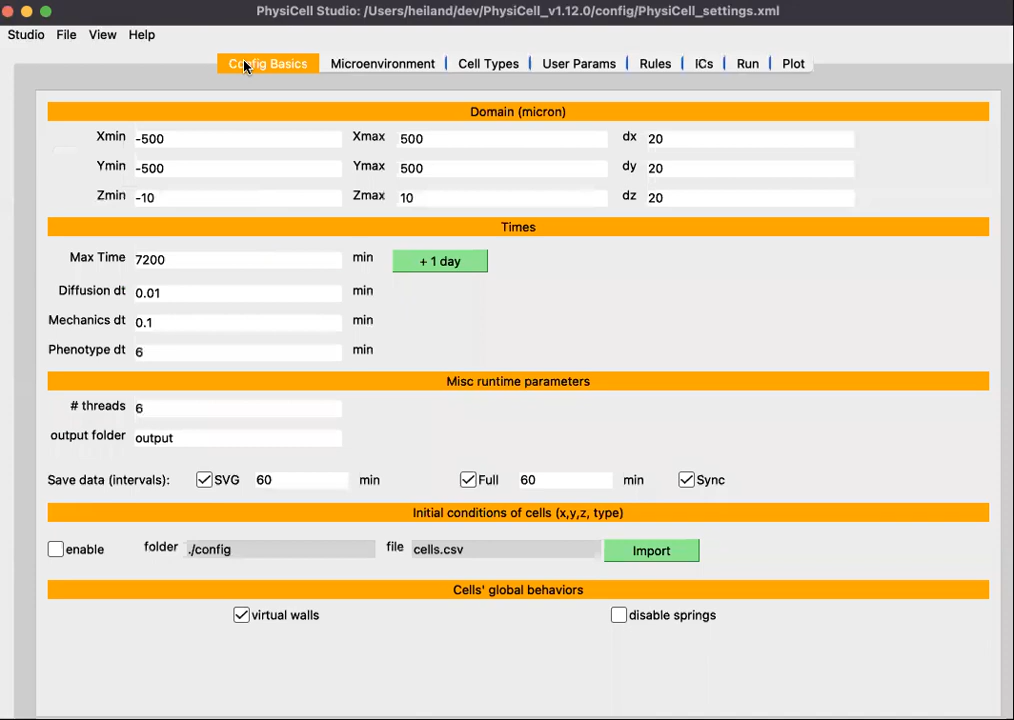 PhysiCell Studio: /Users/heiland/dev/PhysiCell_v1.12.0/config/PhysiCell_settings.xml
Studio File View Help
Config Basics Microenvironment Cell Types User Params Rules ICs Run Plot
Domain (micron)
Xmin -500 Xmax 500 dx 20
Ymin -500 Ymax 500 dy 20
Zmin -10 Zmax 10 dz 20
Times
Max Time 7200 min + 1 day
Diffusion dt 0.01 min
Mechanics dt 0.1 min
Phenotype dt 6 min
Misc runtime parameters
# threads 6
output folder output
Save data (intervals): SVG 60 min Full 60 min Sync
Initial conditions of cells (x,y,z, type)
enable folder ./config file cells.csv Import
Cells' global behaviors
virtual walls disable springs